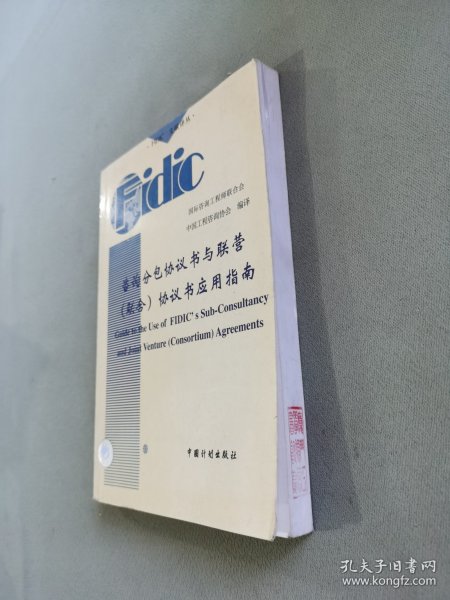 Fidic
国际咨询工程师联合会
中国工程咨询协会 编译
咨询分包协议书与联营
(联合)协议书应用指南
Guide to the Use of FIDIC's Sub-Consultancy
and Joint Venture (Consortium) Agreements
中国计划出版社
孔夫子旧书网
www.kongfz.com